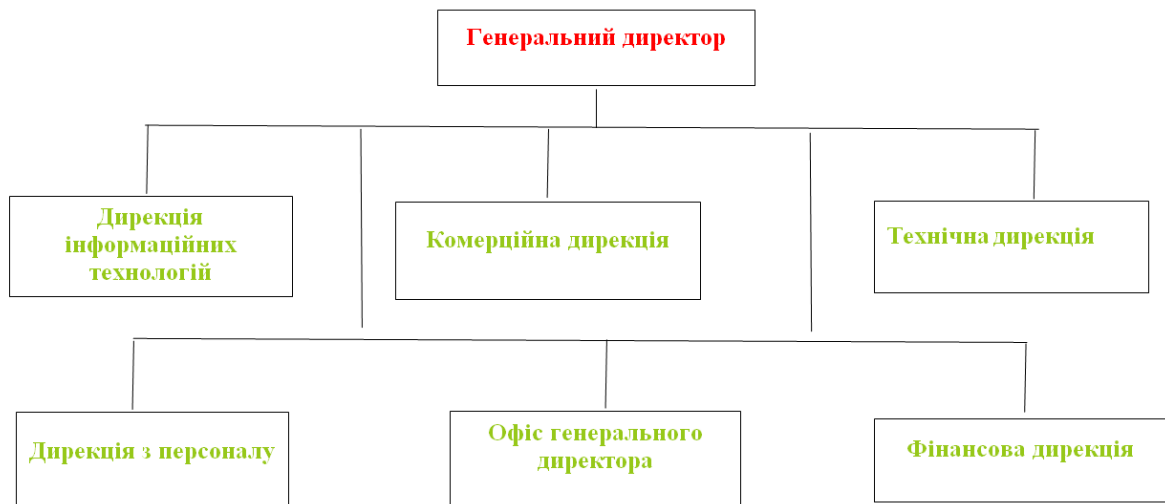 Генеральний директор
Дирекція
інформаційних
технологій
Комерційна дирекція
Технічна дирекція
Дирекція з персоналу
Офіс генерального
директора
Фінансова дирекція